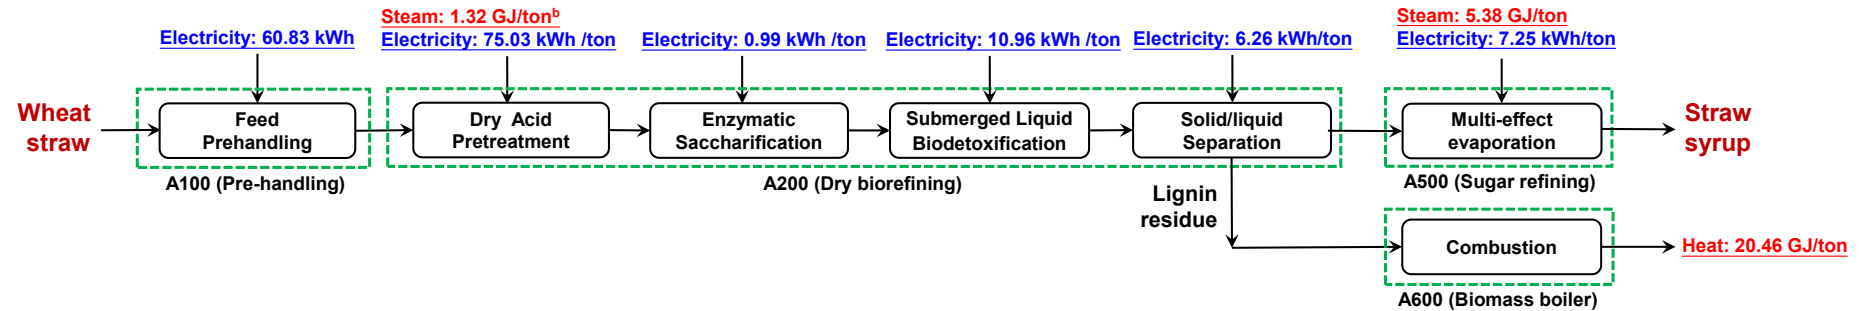 Steam: 1.32 GJ/tonᵇ
Steam: 5.38 GJ/ton
Electricity: 60.83 kWh
Electricity: 75.03 kWh /ton
Electricity: 0.99 kWh /ton
Electricity: 10.96 kWh /ton
Electricity: 6.26 kWh/ton
Electricity: 7.25 kWh/ton
Wheat
straw
Feed
Prehandling
Dry Acid
Pretreatment
Enzymatic
Saccharification
Submerged Liquid
Biodetoxification
Solid/liquid
Separation
Multi-effect
evaporation
Straw
syrup
A100 (Pre-handling)
A200 (Dry biorefining)
A500 (Sugar refining)
Lignin
residue
Combustion
Heat: 20.46 GJ/ton
A600 (Biomass boiler)